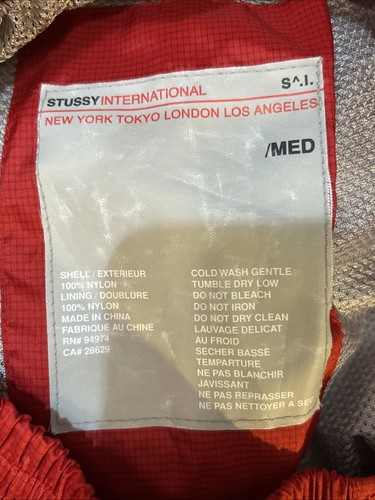 S^.I.
STUSSY INTERNATIONAL
NEW YORK TOKYO LONDON LOS ANGELES
/MED
SHELL / EXTERIEUR
100% NYLON
LINING / DOUBLURE
100% NYLON
MADE IN CHINA
FABRIQUE AU CHINE
RN# 94974
CA# 28629
COLD WASH GENTLE
TUMBLE DRY LOW
DO NOT BLEACH
DO NOT IRON
DO NOT DRY CLEAN
LAUVAGE DELICAT
AU FROID
SECHER BASSE
TEMPARTURE
NE PAS BLANCHIR
JAVISSANT
NE PAS REPRASSER
NE PAS NETTOYER A SEC